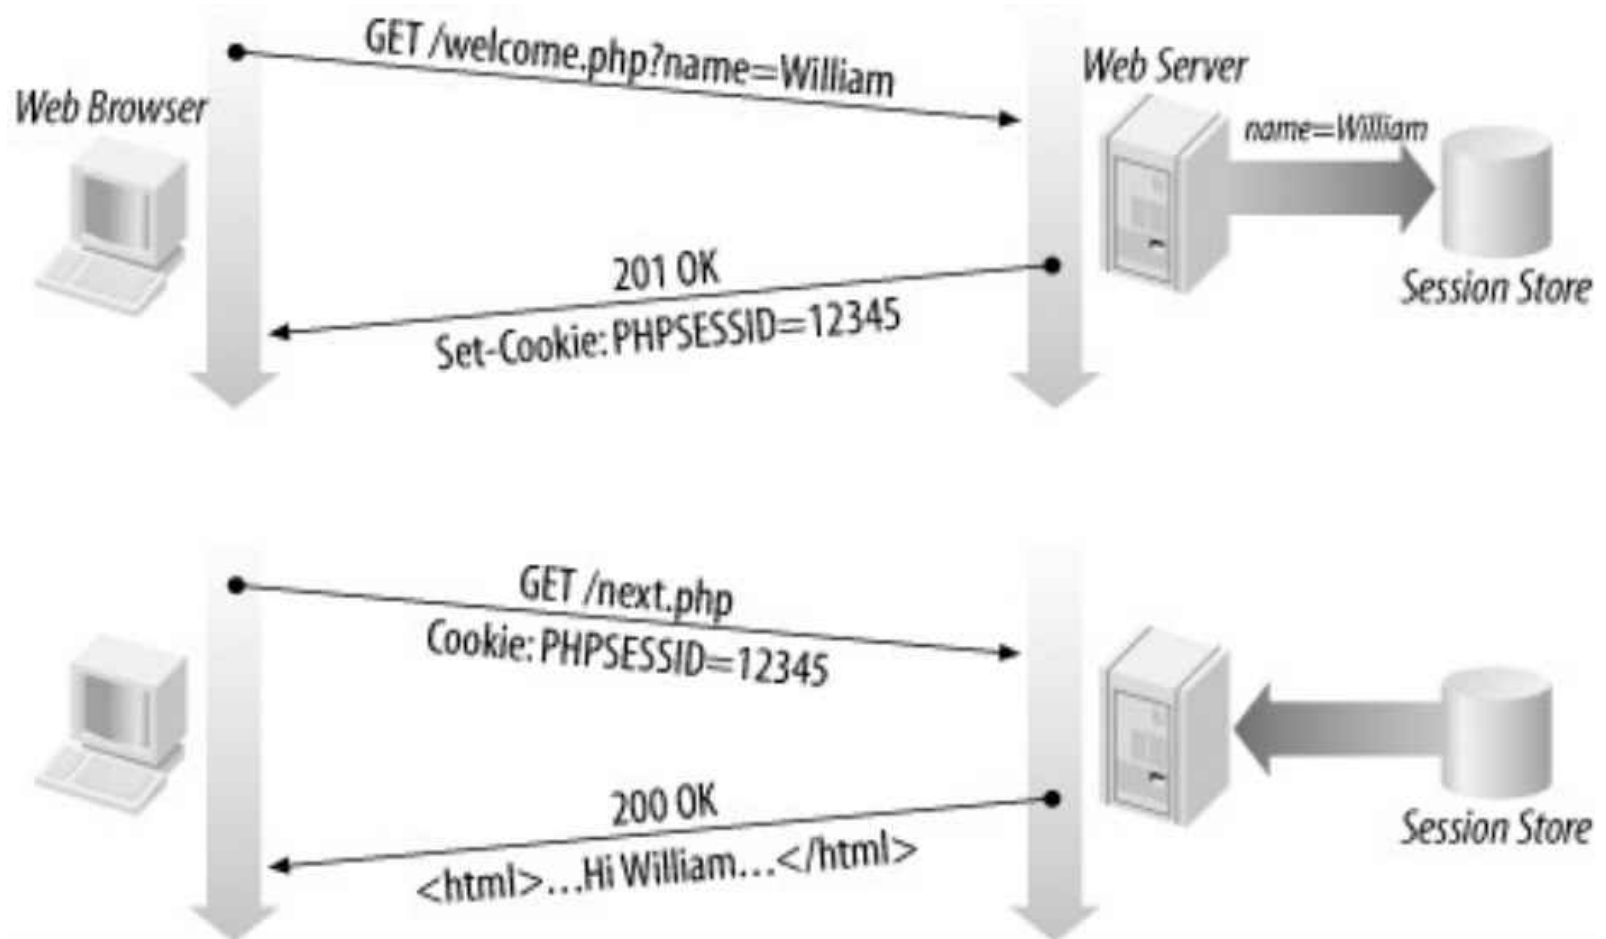 GET /welcome.php?name=William
Web Server
Web Browser
name=William
201 OK
Session Store
Set-Cookie: PHPSESSID=12345
GET /next.php
Cookie: PHPSESSID=12345
200 OK
Session Store
<html>...Hi William...</html>